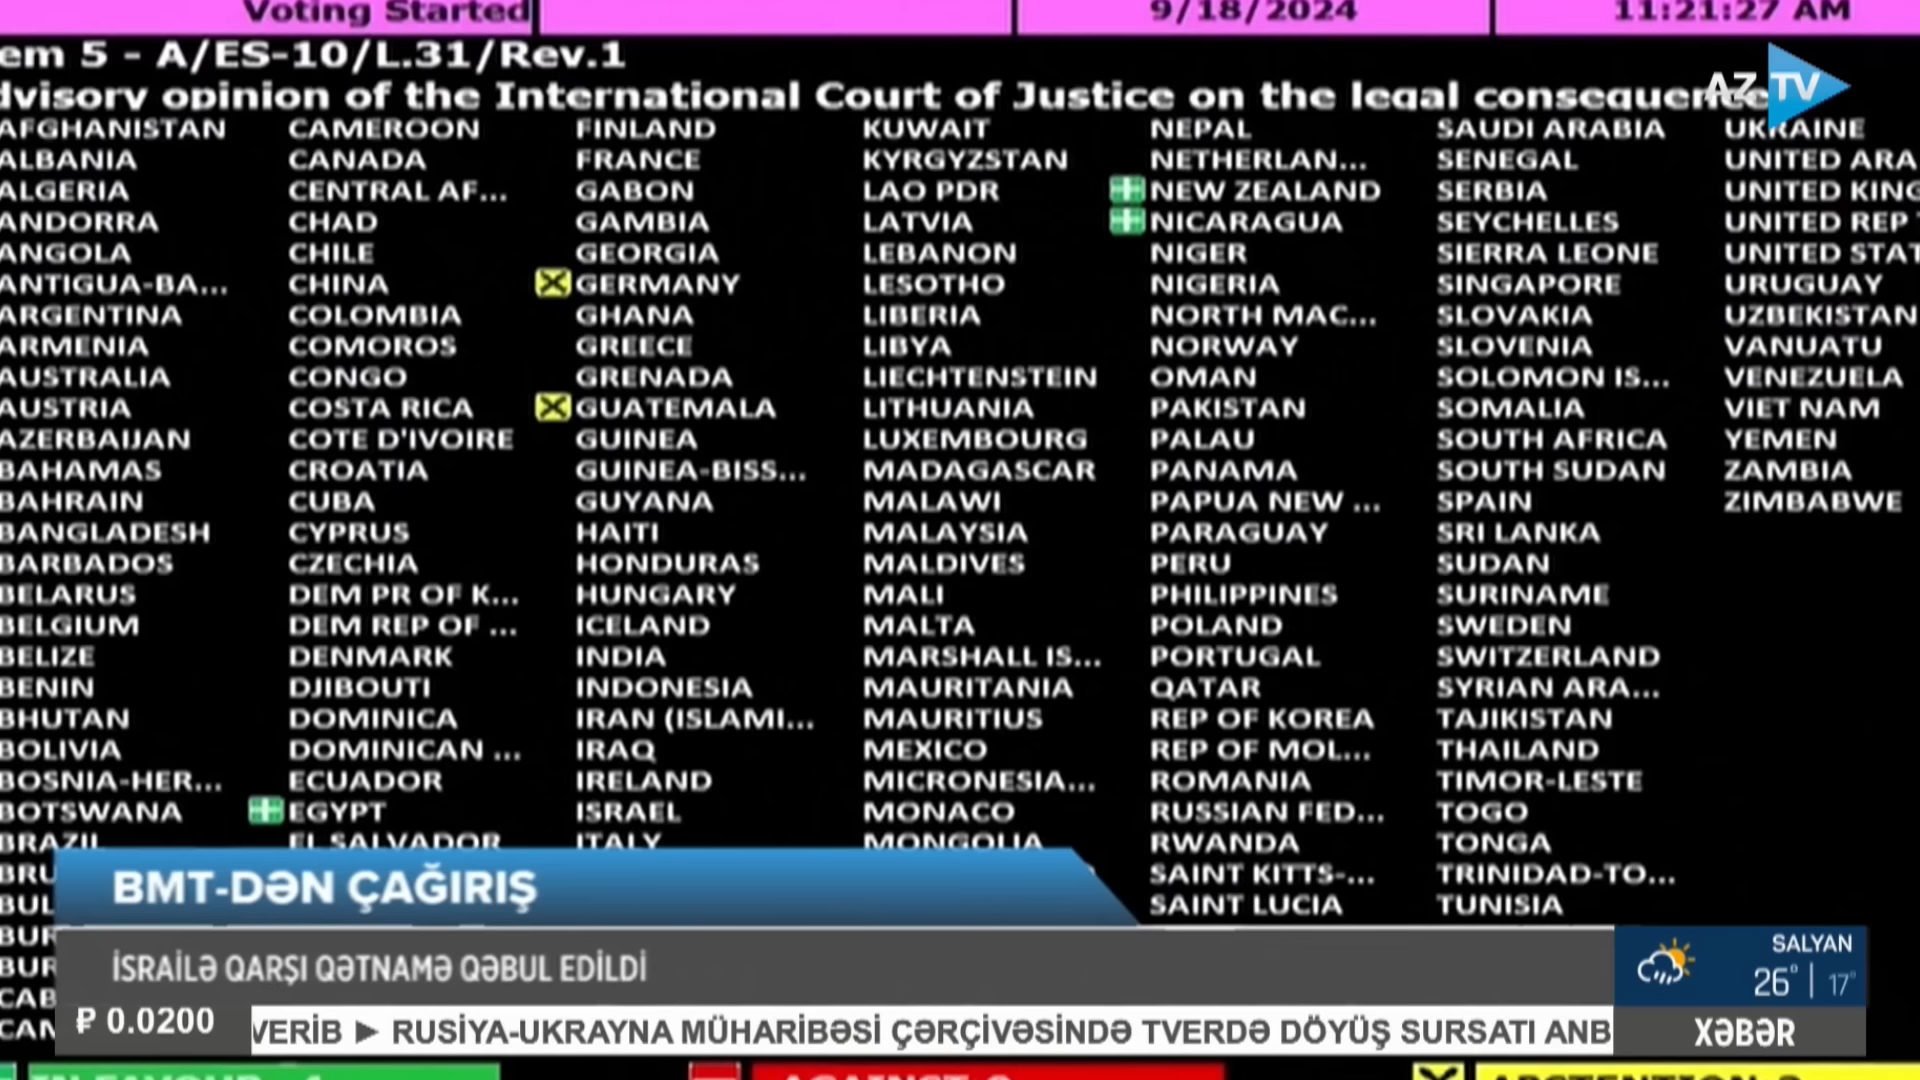 Voting Started 9/18/2024 11:21:27 AM
em 5 - A/ES-10/L.31/Rev.1
dvisory opinion of the International Court of Justice on the legal consequence
AZTV
AFGHANISTAN CAMEROON FINLAND KUWAIT NEPAL SAUDI ARABIA UKRAINE
ALBANIA CANADA FRANCE KYRGYZSTAN NETHERLAN... SENEGAL UNITED ARA
ALGERIA CENTRAL AF... GABON LAO PDR NEW ZEALAND SERBIA UNITED KING
ANDORRA CHAD GAMBIA LATVIA NICARAGUA SEYCHELLES UNITED REP
ANGOLA CHILE GEORGIA LEBANON NIGER SIERRA LEONE UNITED STAT
ANTIGUA-BA... CHINA GERMANY LESOTHO NIGERIA SINGAPORE URUGUAY
ARGENTINA COLOMBIA GHANA LIBERIA NORTH MAC... SLOVAKIA UZBEKISTAN
ARMENIA COMOROS GREECE LIBYA NORWAY SLOVENIA VANUATU
AUSTRALIA CONGO GRENADA LIECHTENSTEIN OMAN SOLOMON IS... VENEZUELA
AUSTRIA COSTA RICA GUATEMALA LITHUANIA PAKISTAN SOMALIA VIET NAM
AZERBAIJAN COTE D'IVOIRE GUINEA LUXEMBOURG PALAU SOUTH AFRICA YEMEN
BAHAMAS CROATIA GUINEA-BISS... MADAGASCAR PANAMA SOUTH SUDAN ZAMBIA
BAHRAIN CUBA GUYANA MALAWI PAPUA NEW ... SPAIN ZIMBABWE
BANGLADESH CYPRUS HAITI MALAYSIA PARAGUAY SRI LANKA
BARBADOS CZECHIA HONDURAS MALDIVES PERU SUDAN
BELARUS DEM PR OF K... HUNGARY MALI PHILIPPINES SURINAME
BELGIUM DEM REP OF ... ICELAND MALTA POLAND SWEDEN
BELIZE DENMARK INDIA MARSHALL IS... PORTUGAL SWITZERLAND
BENIN DJIBOUTI INDONESIA MAURITANIA QATAR SYRIAN ARA...
BHUTAN DOMINICA IRAN (ISLAMI... MAURITIUS REP OF KOREA TAJIKISTAN
BOLIVIA DOMINICAN ... IRAQ MEXICO REP OF MOL... THAILAND
BOSNIA-HER... ECUADOR IRELAND MICRONESIA... ROMANIA TIMOR-LESTE
BOTSWANA EGYPT ISRAEL MONACO RUSSIAN FED... TOGO
BRAZIL EL SALVADOR ITALY MONGOLIA RWANDA TONGA
BRU SAINT KITTS-... TRINIDAD-TO...
BUL SAINT LUCIA TUNISIA
BUR
BUR
CAB
CAM
BMT-DƏN ÇAĞIRIŞ
İSRAİLƏ QARŞI QƏTNAMƏ QƏBUL EDİLDİ
SALYAN
26° | 17°
₽ 0.0200
VERİB ► RUSİYA-UKRAYNA MÜHARİBƏSİ ÇƏRÇİVƏSİNDƏ TVERDƏ DÖYÜŞ SURSATI ANB
XƏBƏR